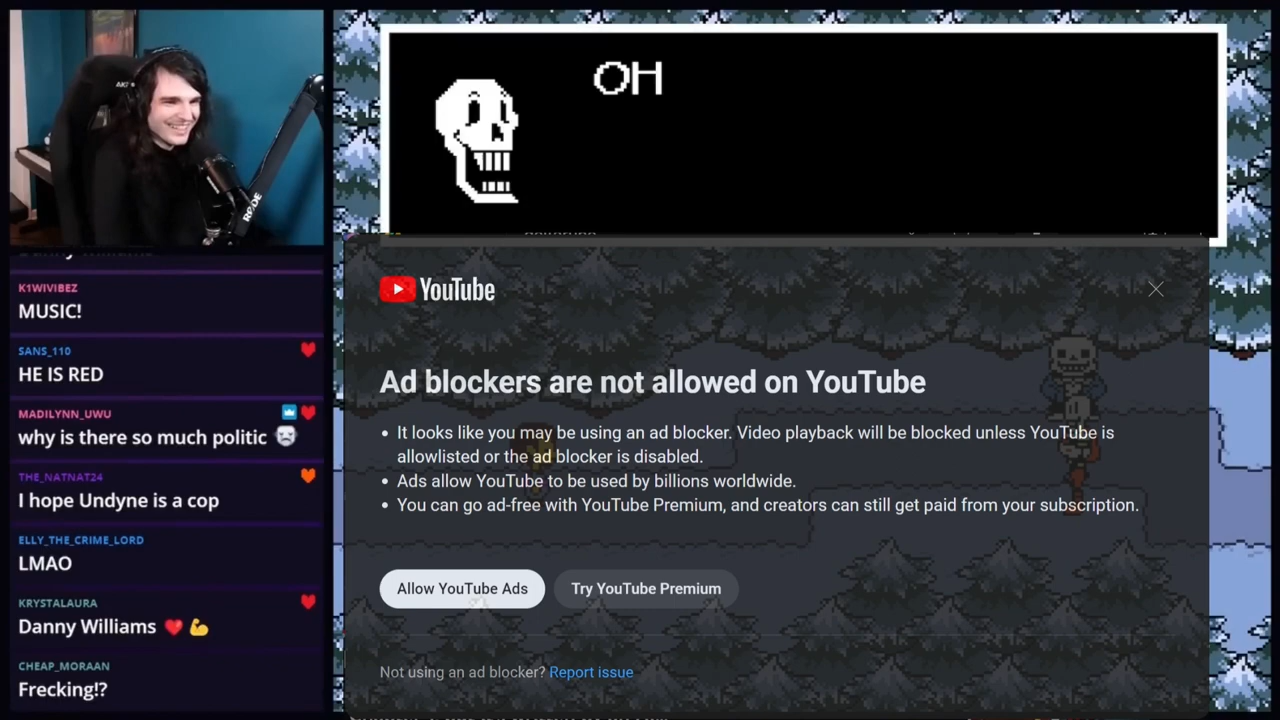 OH
YouTube
Ad blockers are not allowed on YouTube
• It looks like you may be using an ad blocker. Video playback will be blocked unless YouTube is
allowlisted or the ad blocker is disabled.
• Ads allow YouTube to be used by billions worldwide.
• You can go ad-free with YouTube Premium, and creators can still get paid from your subscription.
Allow YouTube Ads
Try YouTube Premium
Not using an ad blocker? Report issue
K1WIVIBEZ
MUSIC!
SANS_110
HE IS RED
MADILYNN_UWU
why is there so much politic
THE_NATNAT24
I hope Undyne is a cop
ELLY_THE_CRIME_LORD
LMAO
KRYSTALAURA
Danny Williams ❤️ 💪
CHEAP_MORAAN
Frecking!?
RØDE